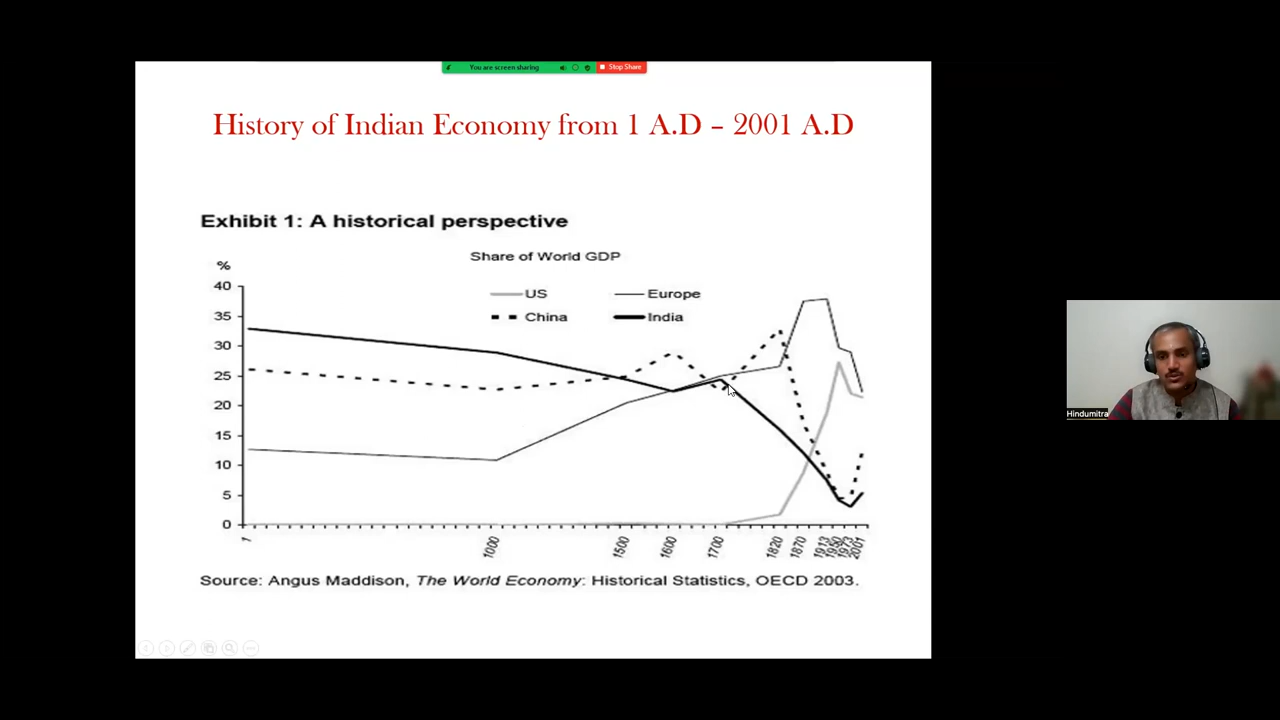 You are screen sharing
Stop Share
History of Indian Economy from 1 A.D – 2001 A.D
Exhibit 1: A historical perspective
Share of World GDP
%
US
Europe
China
India
40
35
30
25
20
15
10
5
0
1
1000
1500
1600
1700
1820
1870
1913
1950
1973
2001
Source: Angus Maddison, The World Economy: Historical Statistics, OECD 2003.
Hindumitra